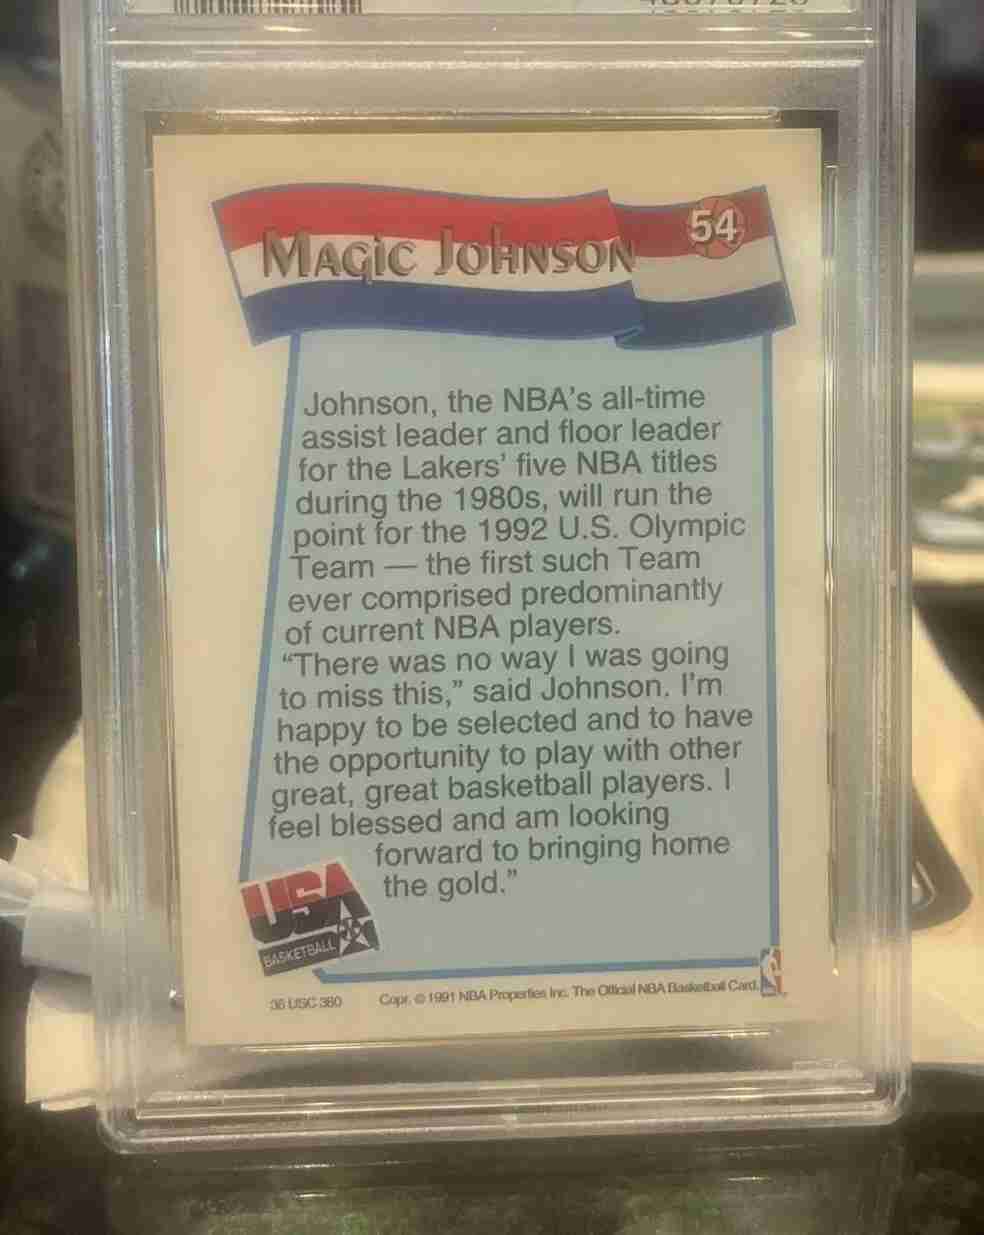 Magic Johnson
54
Johnson, the NBA's all-time
assist leader and floor leader
for the Lakers' five NBA titles
during the 1980s, will run the
point for the 1992 U.S. Olympic
Team — the first such Team
ever comprised predominantly
of current NBA players.
“There was no way I was going
to miss this,” said Johnson. I'm
happy to be selected and to have
the opportunity to play with other
great, great basketball players. I
feel blessed and am looking
forward to bringing home
the gold.”
USA
BASKETBALL
36 USC 380
Copr. © 1991 NBA Properties Inc. The Official NBA Basketball Card.